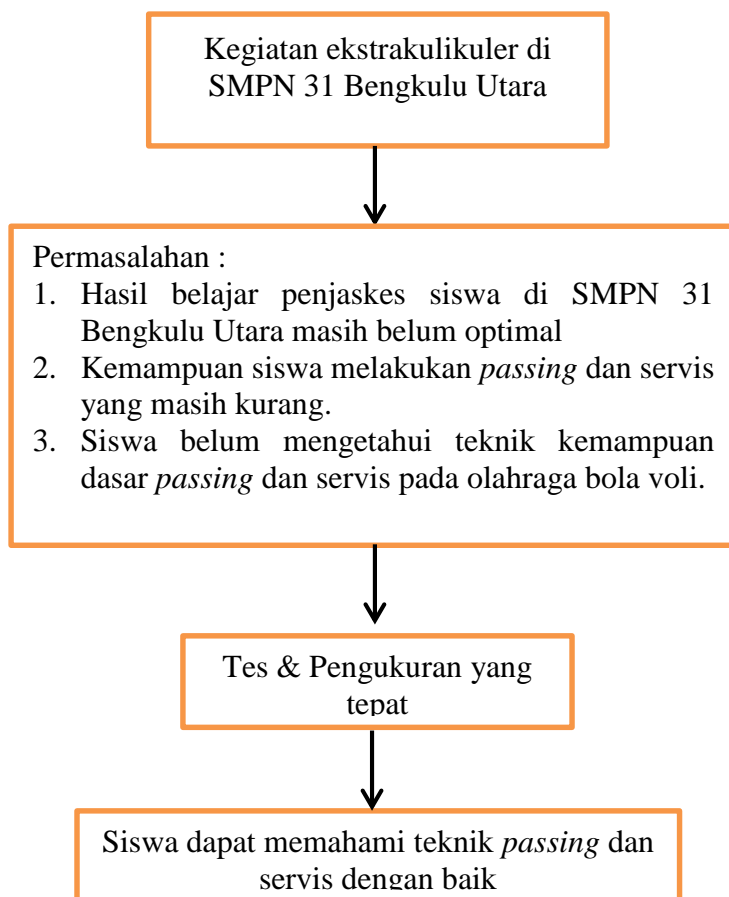 Kegiatan ekstrakulikuler di
SMPN 31 Bengkulu Utara
Permasalahan :
1. Hasil belajar penjaskes siswa di SMPN 31
Bengkulu Utara masih belum optimal
2. Kemampuan siswa melakukan passing dan servis
yang masih kurang.
3. Siswa belum mengetahui teknik kemampuan
dasar passing dan servis pada olahraga bola voli.
Tes & Pengukuran yang
tepat
Siswa dapat memahami teknik passing dan
servis dengan baik